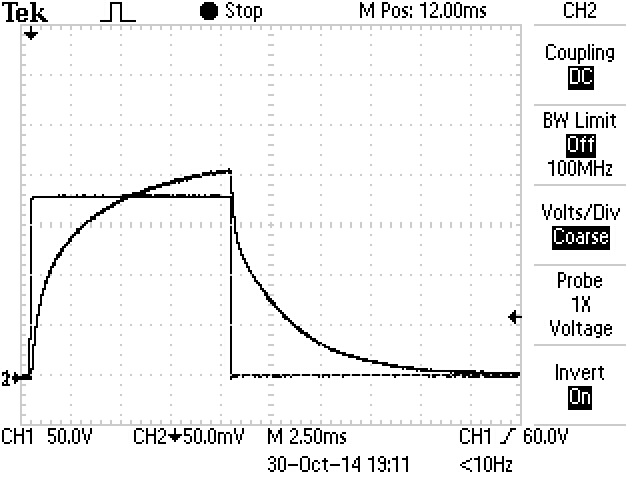 Tek Stop M Pos: 12.00ms CH2
Coupling
DC
BW Limit
Off
100MHz
Volts/Div
Coarse
Probe
1X
Voltage
Invert
On
2
CH1 50.0V CH2 50.0mV M 2.50ms CH1 60.0V
30-Oct-14 19:11 <10Hz